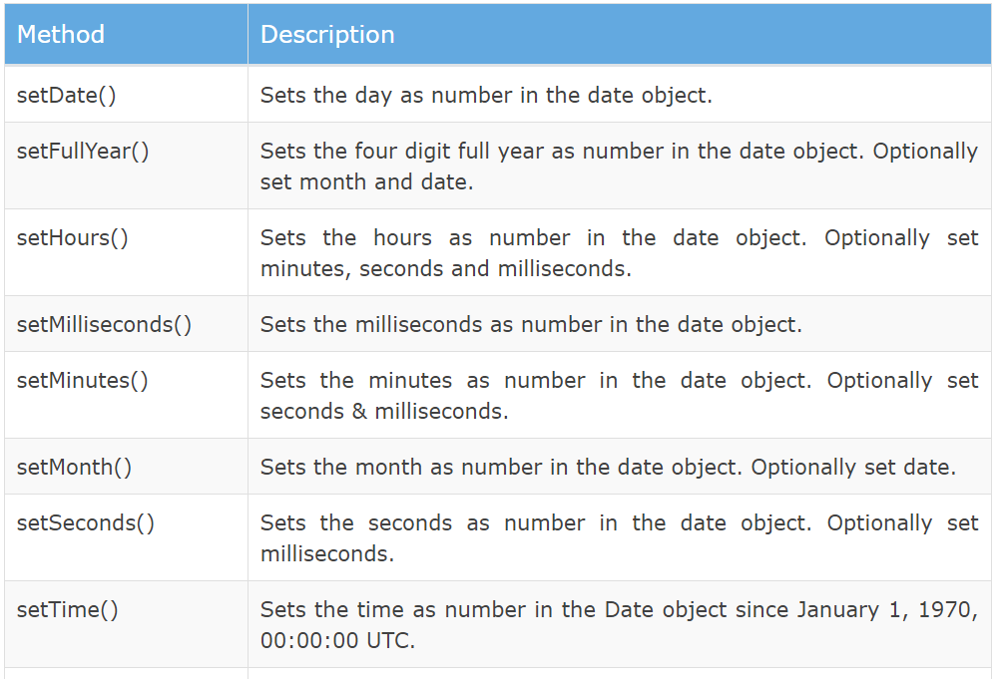 Method Description
setDate() Sets the day as number in the date object.
setFullYear() Sets the four digit full year as number in the date object. Optionally
set month and date.
setHours() Sets the hours as number in the date object. Optionally set
minutes, seconds and milliseconds.
setMilliseconds() Sets the milliseconds as number in the date object.
setMinutes() Sets the minutes as number in the date object. Optionally set
seconds & milliseconds.
setMonth() Sets the month as number in the date object. Optionally set date.
setSeconds() Sets the seconds as number in the date object. Optionally set
milliseconds.
setTime() Sets the time as number in the Date object since January 1, 1970,
00:00:00 UTC.